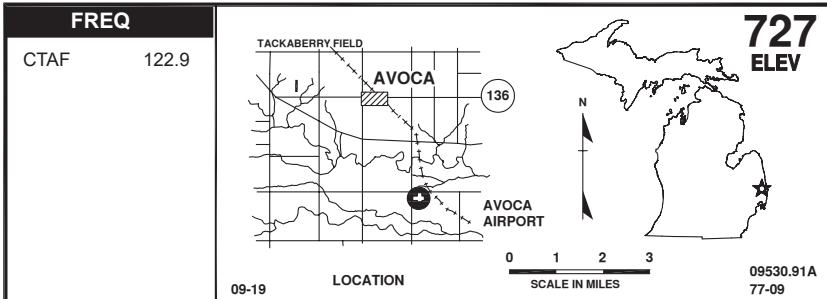 FREQ
CTAF 122.9
TACKABERRY FIELD
AVOCA
136
AVOCA
AIRPORT
09-19
LOCATION
N
0 1 2 3
SCALE IN MILES
727
ELEV
09530.91A
77-09